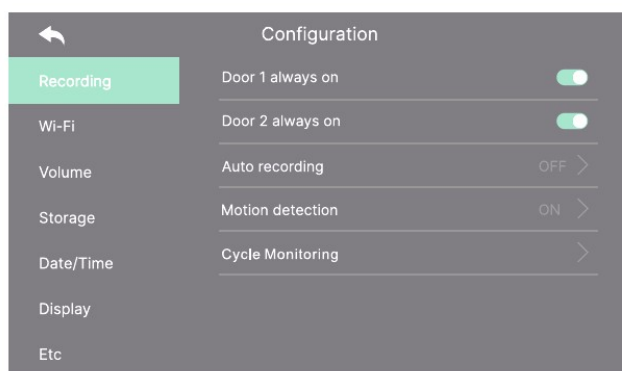 Configuration
Recording
Door 1 always on
Wi-Fi
Door 2 always on
Volume
Auto recording OFF
Storage
Motion detection ON
Date/Time
Cycle Monitoring
Display
Etc